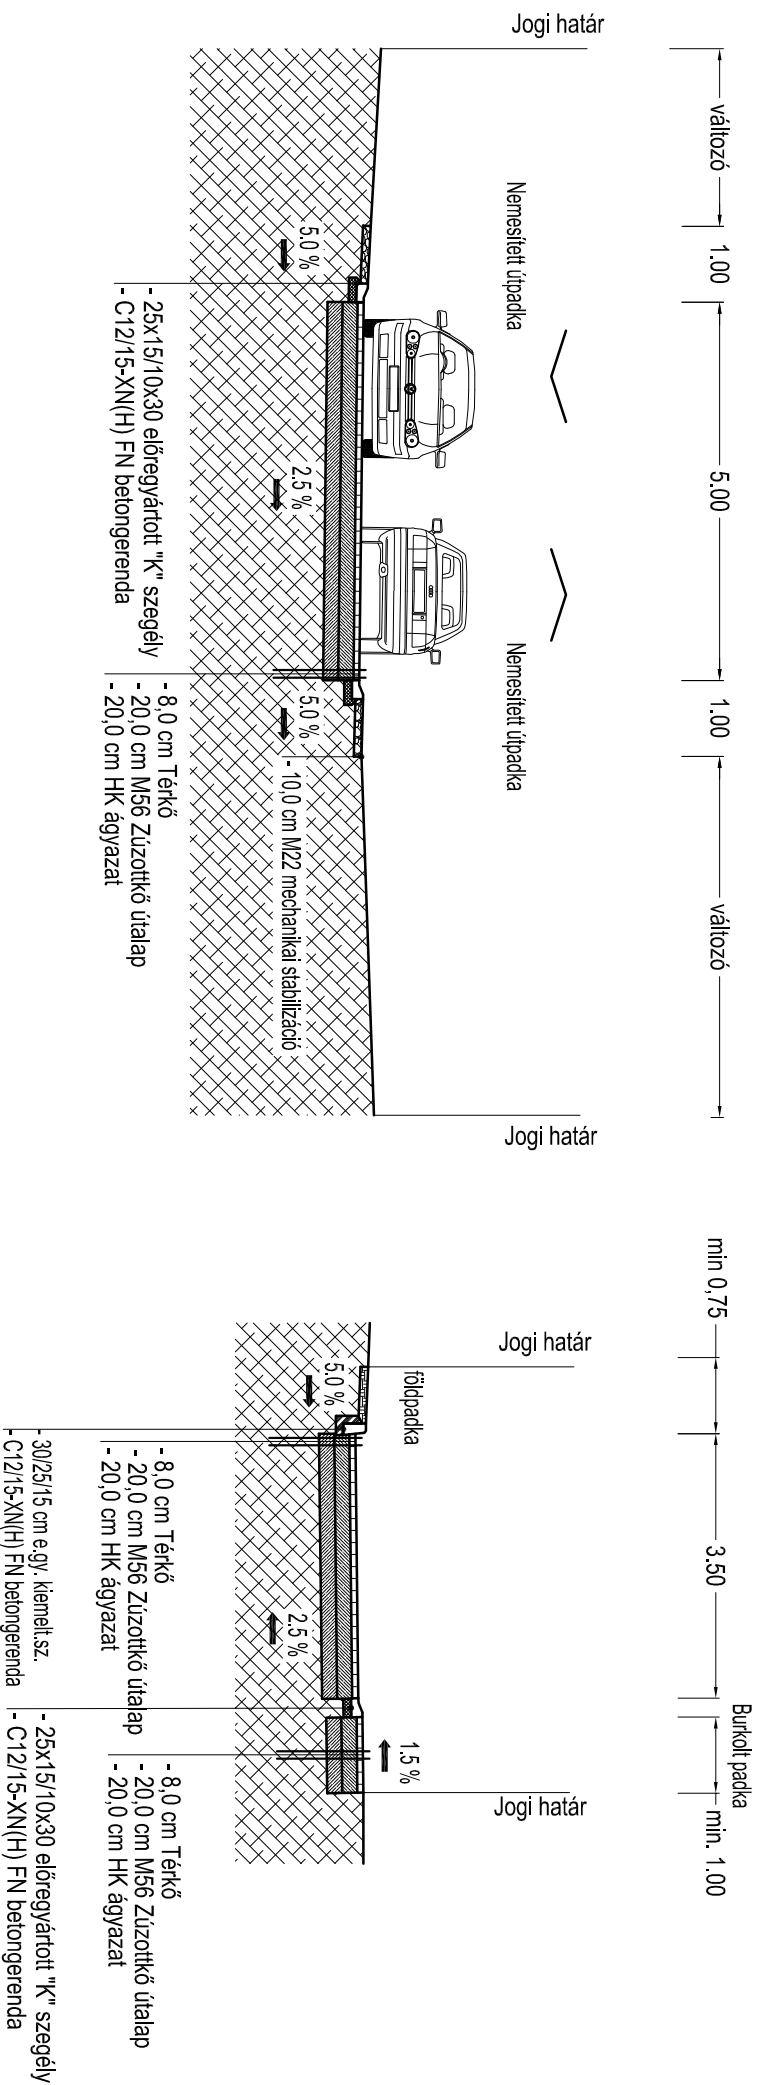 Jogi határ
változó
1.00
5.00
1.00
változó
Nemesített útpadka
Nemesített útpadka
5.0 %
2.5 %
5.0 %
- 10,0 cm M22 mechanikai stabilizáció
- 25x15/10x30 előregyártott "K" szegély
- C12/15-XN(H) FN betongerenda
- 8,0 cm Térkő
- 20,0 cm M56 Zúzottkő útalap
- 20,0 cm HK ágyazat
Jogi határ
min 0,75
3.50
Burkolt padka
min. 1.00
Jogi határ
földpadka
5.0 %
2.5 %
1.5 %
Jogi határ
- 8,0 cm Térkő
- 20,0 cm M56 Zúzottkő útalap
- 20,0 cm HK ágyazat
- 30/25/15 cm e.gy. kiemelt.sz.
- C12/15-XN(H) FN betongerenda
- 8,0 cm Térkő
- 20,0 cm M56 Zúzottkő útalap
- 20,0 cm HK ágyazat
- 25x15/10x30 előregyártott "K" szegély
- C12/15-XN(H) FN betongerenda